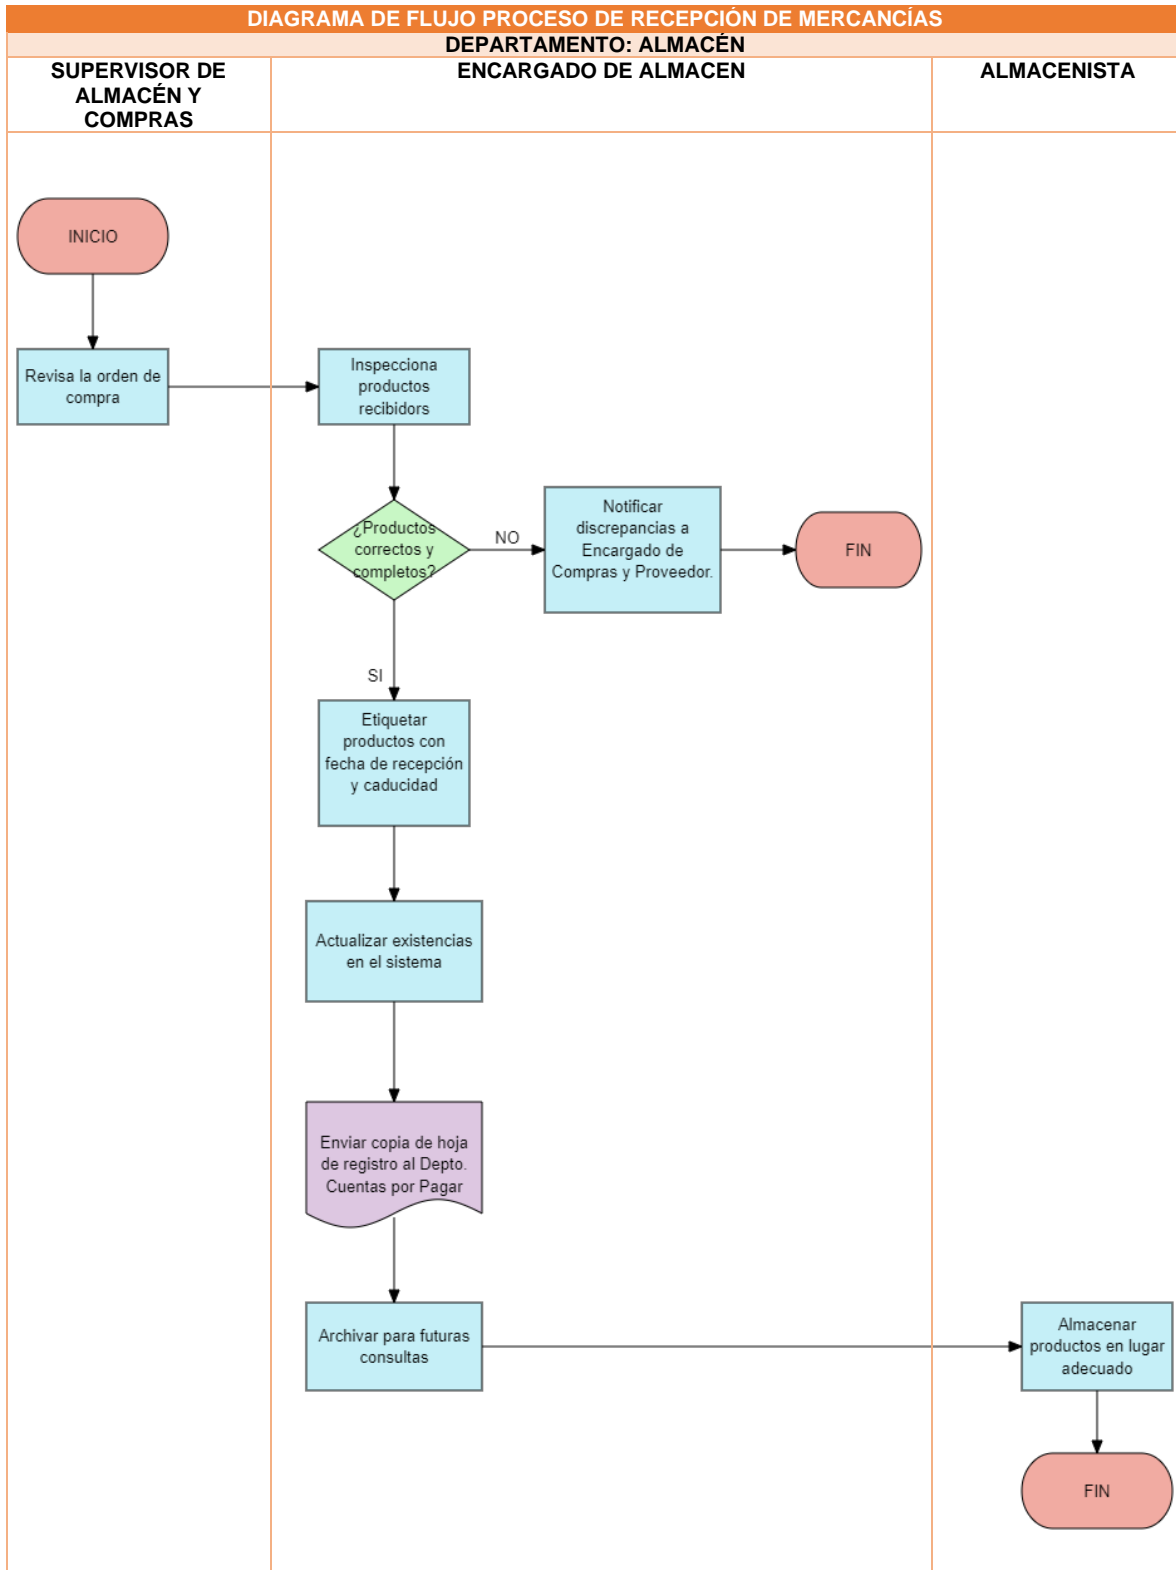 DIAGRAMA DE FLUJO PROCESO DE RECEPCIÓN DE MERCANCÍAS
DEPARTAMENTO: ALMACÉN
SUPERVISOR DE
ALMACÉN Y
COMPRAS
ENCARGADO DE ALMACEN
ALMACENISTA
INICIO
Revisa la orden de
compra
Inspecciona
productos
recibidors
¿Productos
correctos y
completos?
NO
Notificar
discrepancias a
Encargado de
Compras y Proveedor.
FIN
SI
Etiquetar
productos con
fecha de recepción
y caducidad
Actualizar existencias
en el sistema
Enviar copia de hoja
de registro al Depto.
Cuentas por Pagar
Archivar para futuras
consultas
Almacenar
productos en lugar
adecuado
FIN